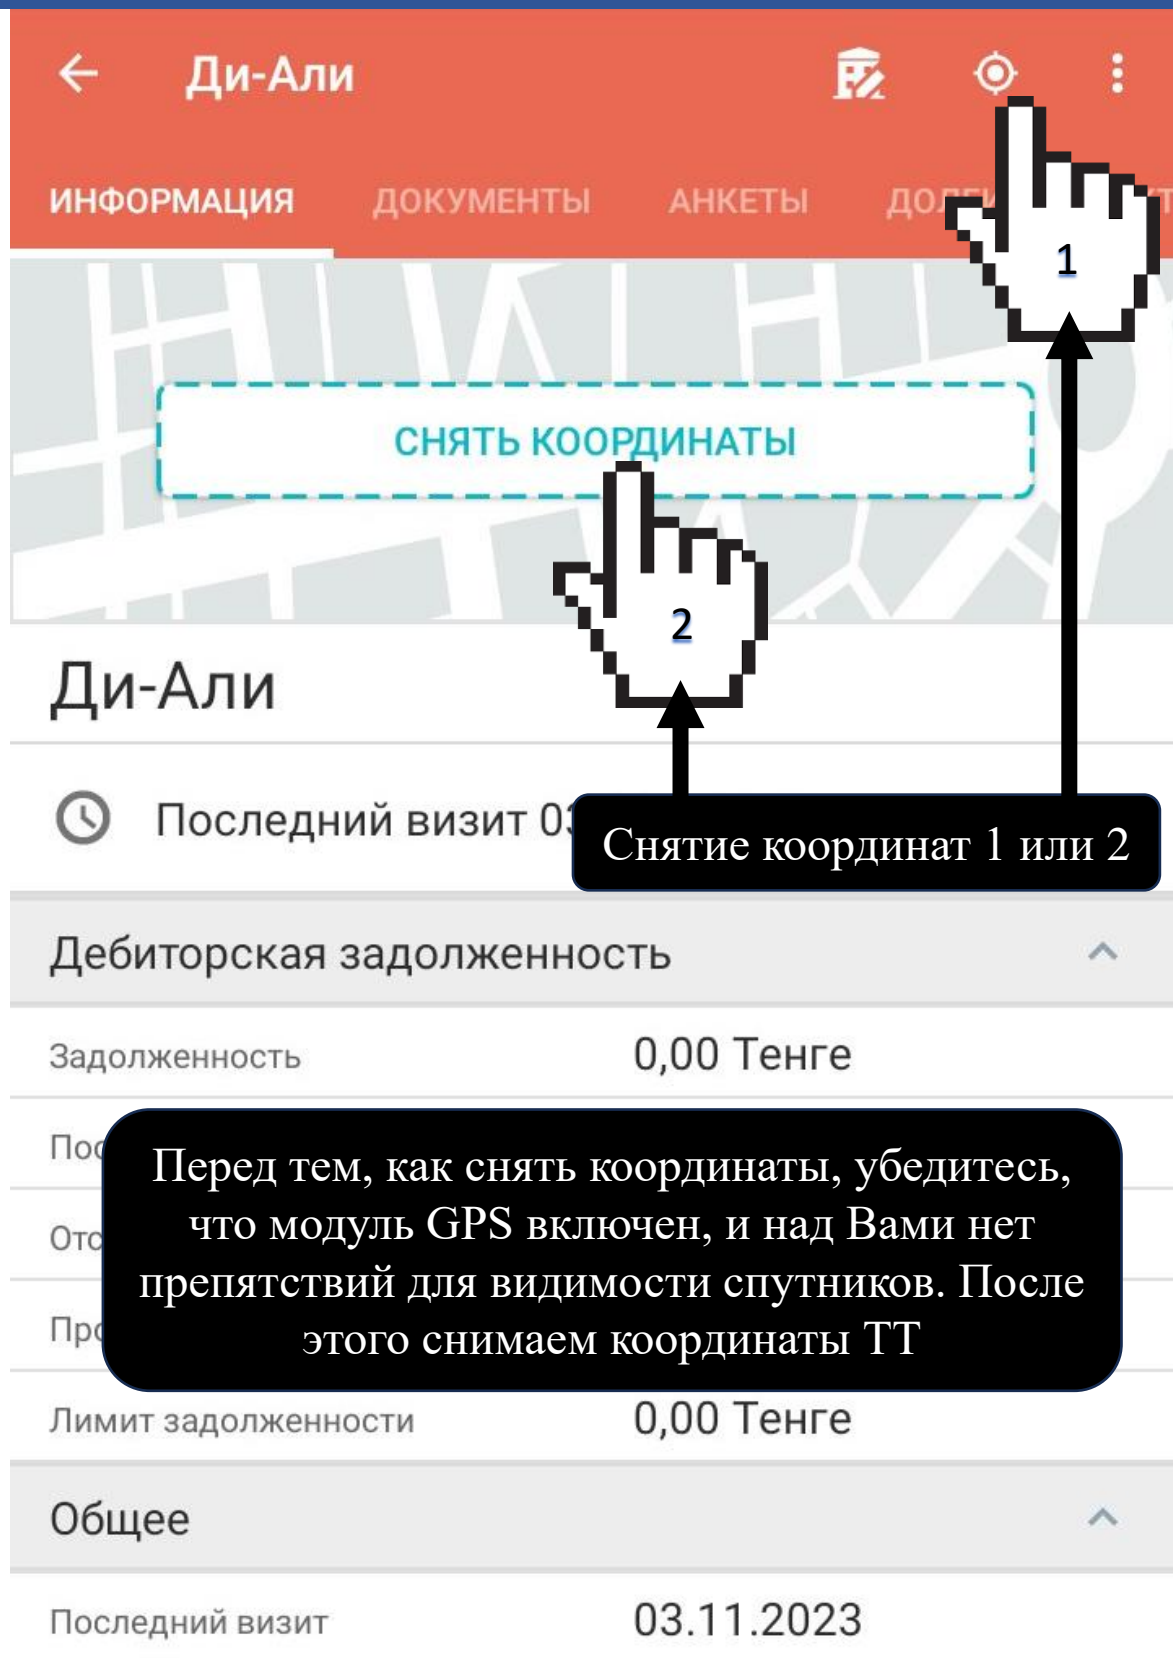 Ди-Али
ИНФОРМАЦИЯ ДОКУМЕНТЫ АНКЕТЫ
1
СНЯТЬ КООРДИНАТЫ
2
Ди-Али
Последний визит
Снятие координат 1 или 2
Дебиторская задолженность
Задолженность 0,00 Тенге
Перед тем, как снять координаты, убедитесь,
что модуль GPS включен, и над Вами нет
препятствий для видимости спутников. После
этого снимаем координаты ТТ
Лимит задолженности 0,00 Тенге
Общее
Последний визит 03.11.2023